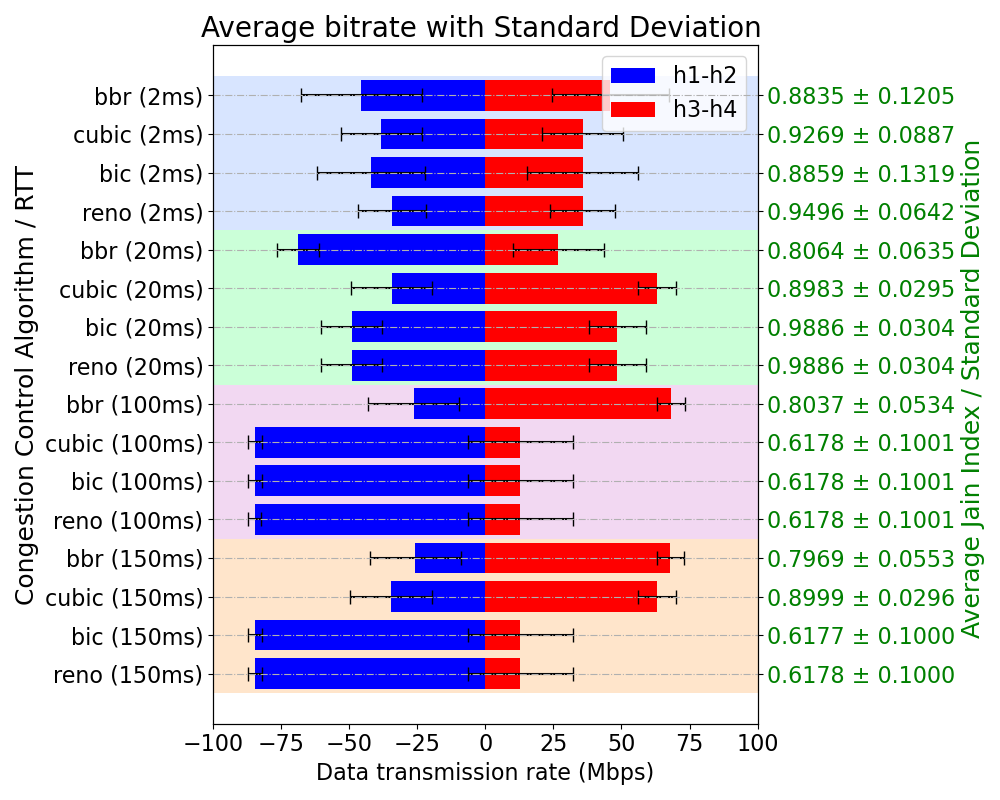 Average bitrate with Standard Deviation
h1-h2
h3-h4
Congestion Control Algorithm / RTT
bbr (2ms) 0.8835 ± 0.1205
cubic (2ms) 0.9269 ± 0.0887
bic (2ms) 0.8859 ± 0.1319
reno (2ms) 0.9496 ± 0.0642
bbr (20ms) 0.8064 ± 0.0635
cubic (20ms) 0.8983 ± 0.0295
bic (20ms) 0.9886 ± 0.0304
reno (20ms) 0.9886 ± 0.0304
bbr (100ms) 0.8037 ± 0.0534
cubic (100ms) 0.6178 ± 0.1001
bic (100ms) 0.6178 ± 0.1001
reno (100ms) 0.6178 ± 0.1001
bbr (150ms) 0.7969 ± 0.0553
cubic (150ms) 0.8999 ± 0.0296
bic (150ms) 0.6177 ± 0.1000
reno (150ms) 0.6178 ± 0.1000
Average Jain Index / Standard Deviation
−100 −75 −50 −25 0 25 50 75 100
Data transmission rate (Mbps)